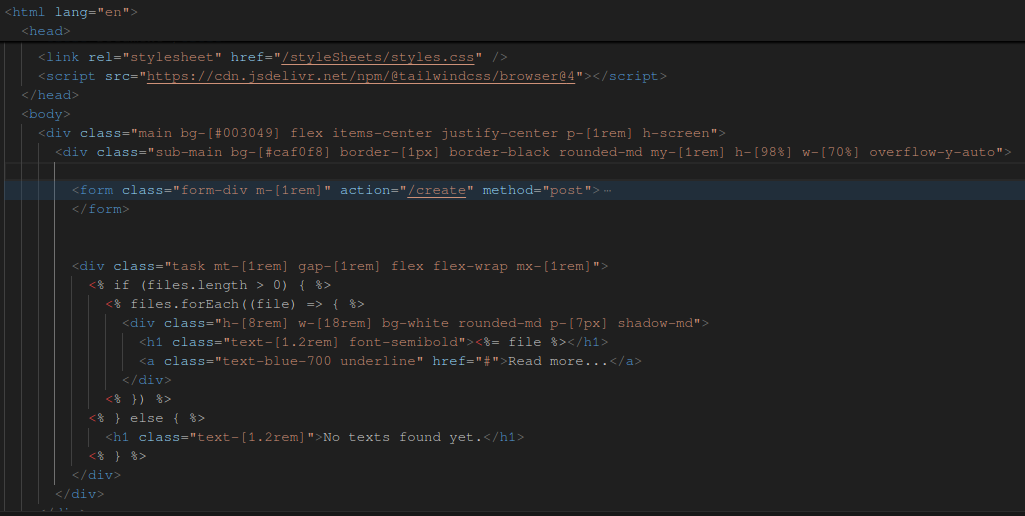 <html lang="en">
<head>
<link rel="stylesheet" href="/styleSheets/styles.css" />
<script src="https://cdn.jsdelivr.net/npm/@tailwindcss/browser@4"></script>
</head>
<body>
<div class="main bg-[#003049] flex items-center justify-center p-[1rem] h-screen">
<div class="sub-main bg-[#caf0f8] border-[1px] border-black rounded-md my-[1rem] h-[98%] w-[70%] overflow-y-auto">
<form class="form-div m-[1rem]" action="/create" method="post">⋯
</form>
<div class="task mt-[1rem] gap-[1rem] flex flex-wrap mx-[1rem]">
<% if (files.length > 0) { %>
<% files.forEach((file) => { %>
<div class="h-[8rem] w-[18rem] bg-white rounded-md p-[7px] shadow-md">
<h1 class="text-[1.2rem] font-semibold"><%= file %></h1>
<a class="text-blue-700 underline" href="#">Read more...</a>
</div>
<% }) %>
<% } else { %>
<h1 class="text-[1.2rem]">No texts found yet.</h1>
<% } %>
</div>
</div>